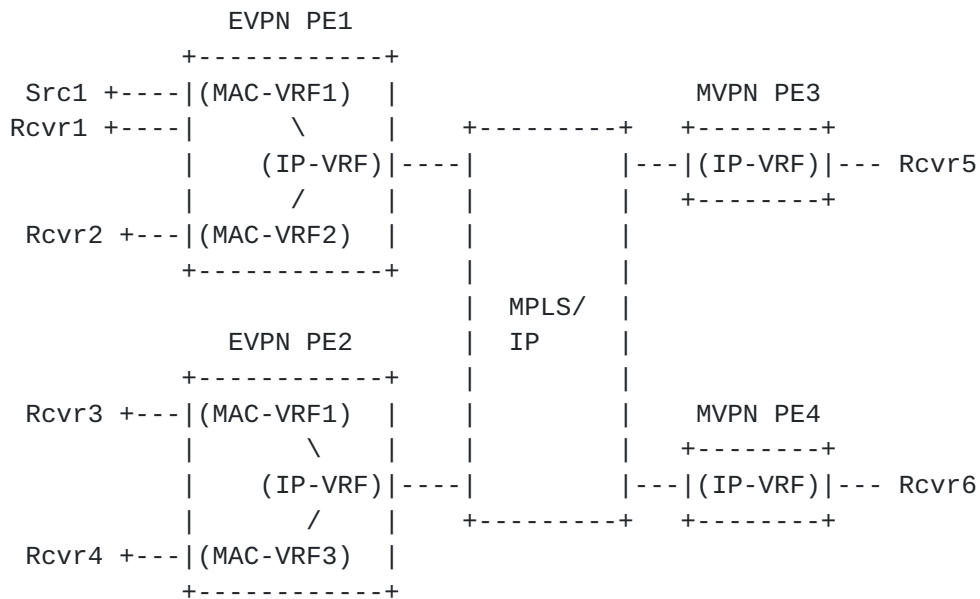 EVPN PE1
+------------+
Src1 +----|(MAC-VRF1) | MVPN PE3
Rcvr1 +----| \ | +---------+ +--------+
| (IP-VRF)|----| |---|(IP-VRF)|--- Rcvr5
| / | | | +--------+
Rcvr2 +---|(MAC-VRF2) | | |
+------------+ | |
| MPLS/ |
EVPN PE2 | IP |
+------------+ | |
Rcvr3 +---|(MAC-VRF1) | | | MVPN PE4
| \ | | | +--------+
| (IP-VRF)|----| |---|(IP-VRF)|--- Rcvr6
| / | +---------+ +--------+
Rcvr4 +---|(MAC-VRF3) |
+------------+